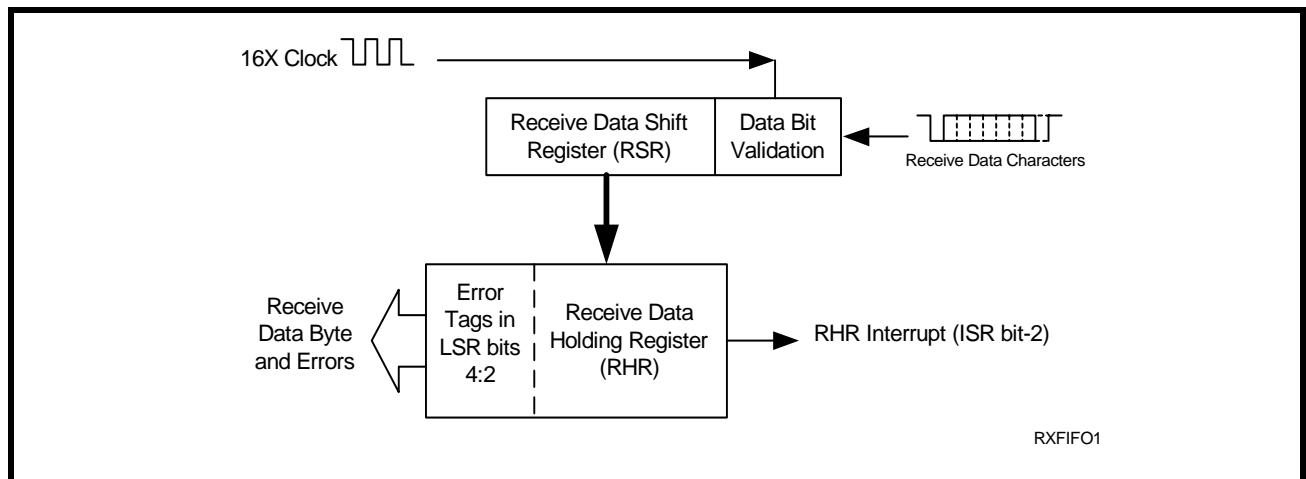 16X Clock
Receive Data Shift
Register (RSR)
Data Bit
Validation
Receive Data Characters
Receive
Data Byte
and Errors
Error
Tags in
LSR bits
4:2
Receive Data
Holding Register
(RHR)
RHR Interrupt (ISR bit-2)
RXFIFO1